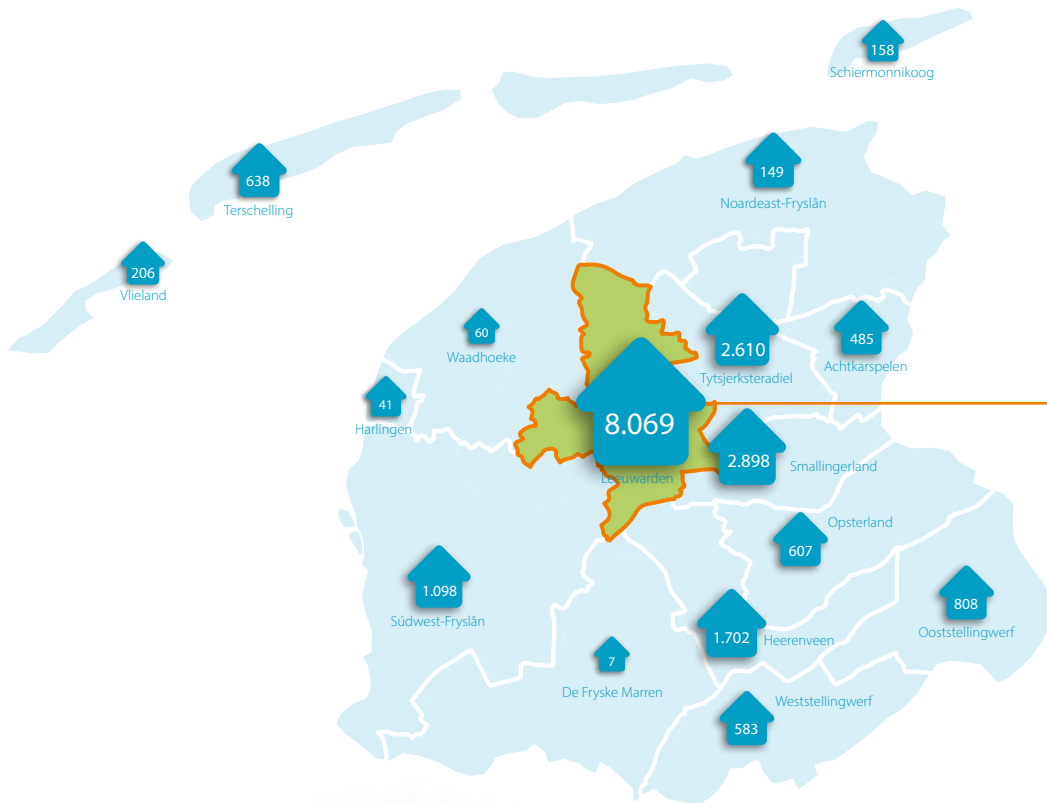 158
Schiermonnikoog
149
Noardeast-Fryslân
638
Terschelling
206
Vlieland
60
Waadhoeke
2.610
Tytsjerksteradiel
485
Achtkarspelen
41
Harlingen
8.069
Leeuwarden
2.898
Smallingerland
Opsterland
607
1.098
Súdwest-Fryslân
808
Ooststellingwerf
1.702
Heerenveen
7
De Fryske Marren
Weststellingwerf
583